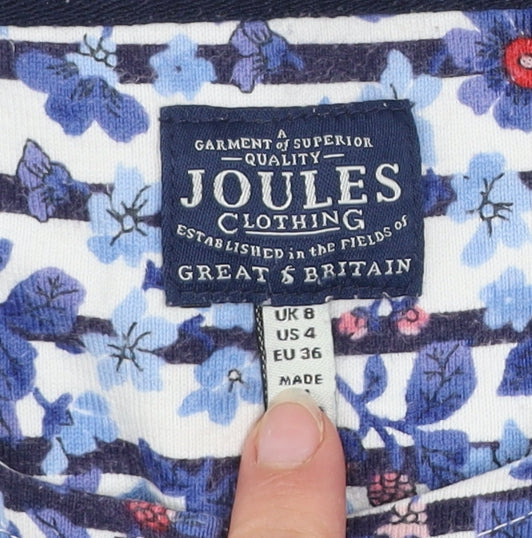 A
GARMENT of SUPERIOR
QUALITY
JOULES
CLOTHING
ESTABLISHED in the FIELDS of
GREAT & BRITAIN
UK 8
US 4
EU 36
MADE